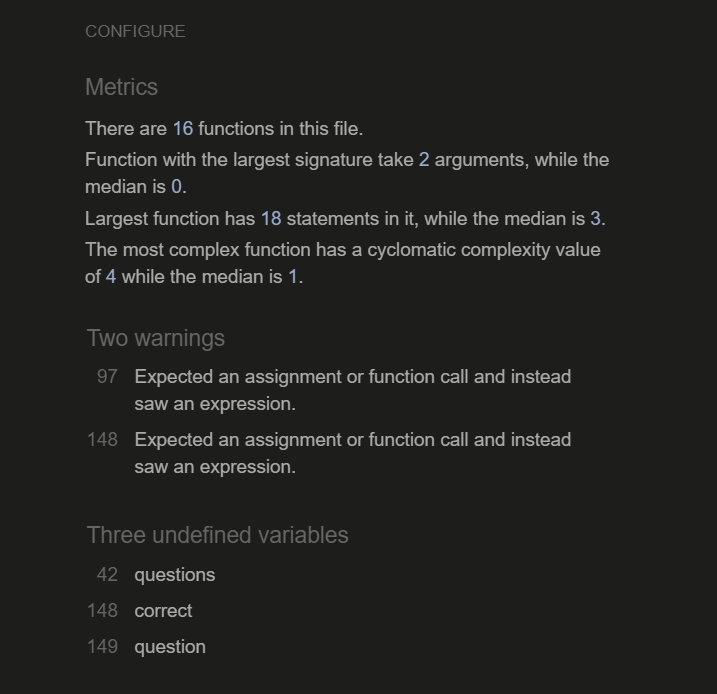 CONFIGURE
Metrics
There are 16 functions in this file.
Function with the largest signature take 2 arguments, while the
median is 0.
Largest function has 18 statements in it, while the median is 3.
The most complex function has a cyclomatic complexity value
of 4 while the median is 1.
Two warnings
97 Expected an assignment or function call and instead
saw an expression.
148 Expected an assignment or function call and instead
saw an expression.
Three undefined variables
42 questions
148 correct
149 question